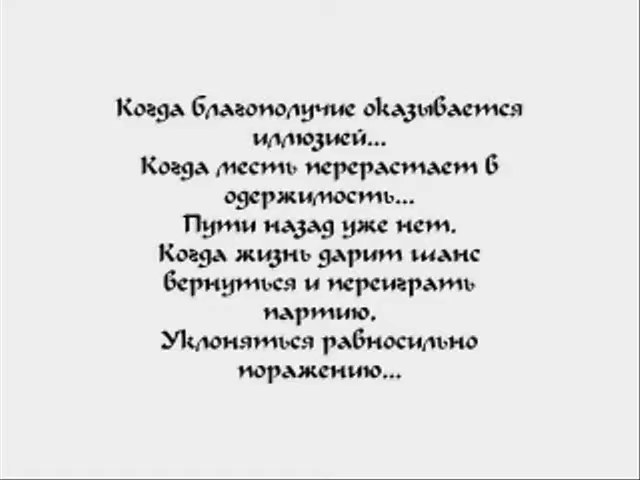 Когда благополучие оказывается
иллюзией...
Когда месть перерастает в
одержимость...
Пути назад уже нет.
Когда жизнь дарит шанс
вернуться и переиграть
партию,
Уклоняться равносильно
поражению...